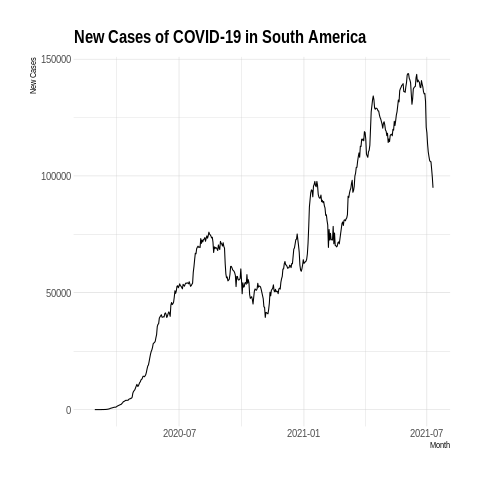 New Cases of COVID-19 in South America
New Cases
150000
100000
50000
0
2020-07
2021-01
2021-07
Month